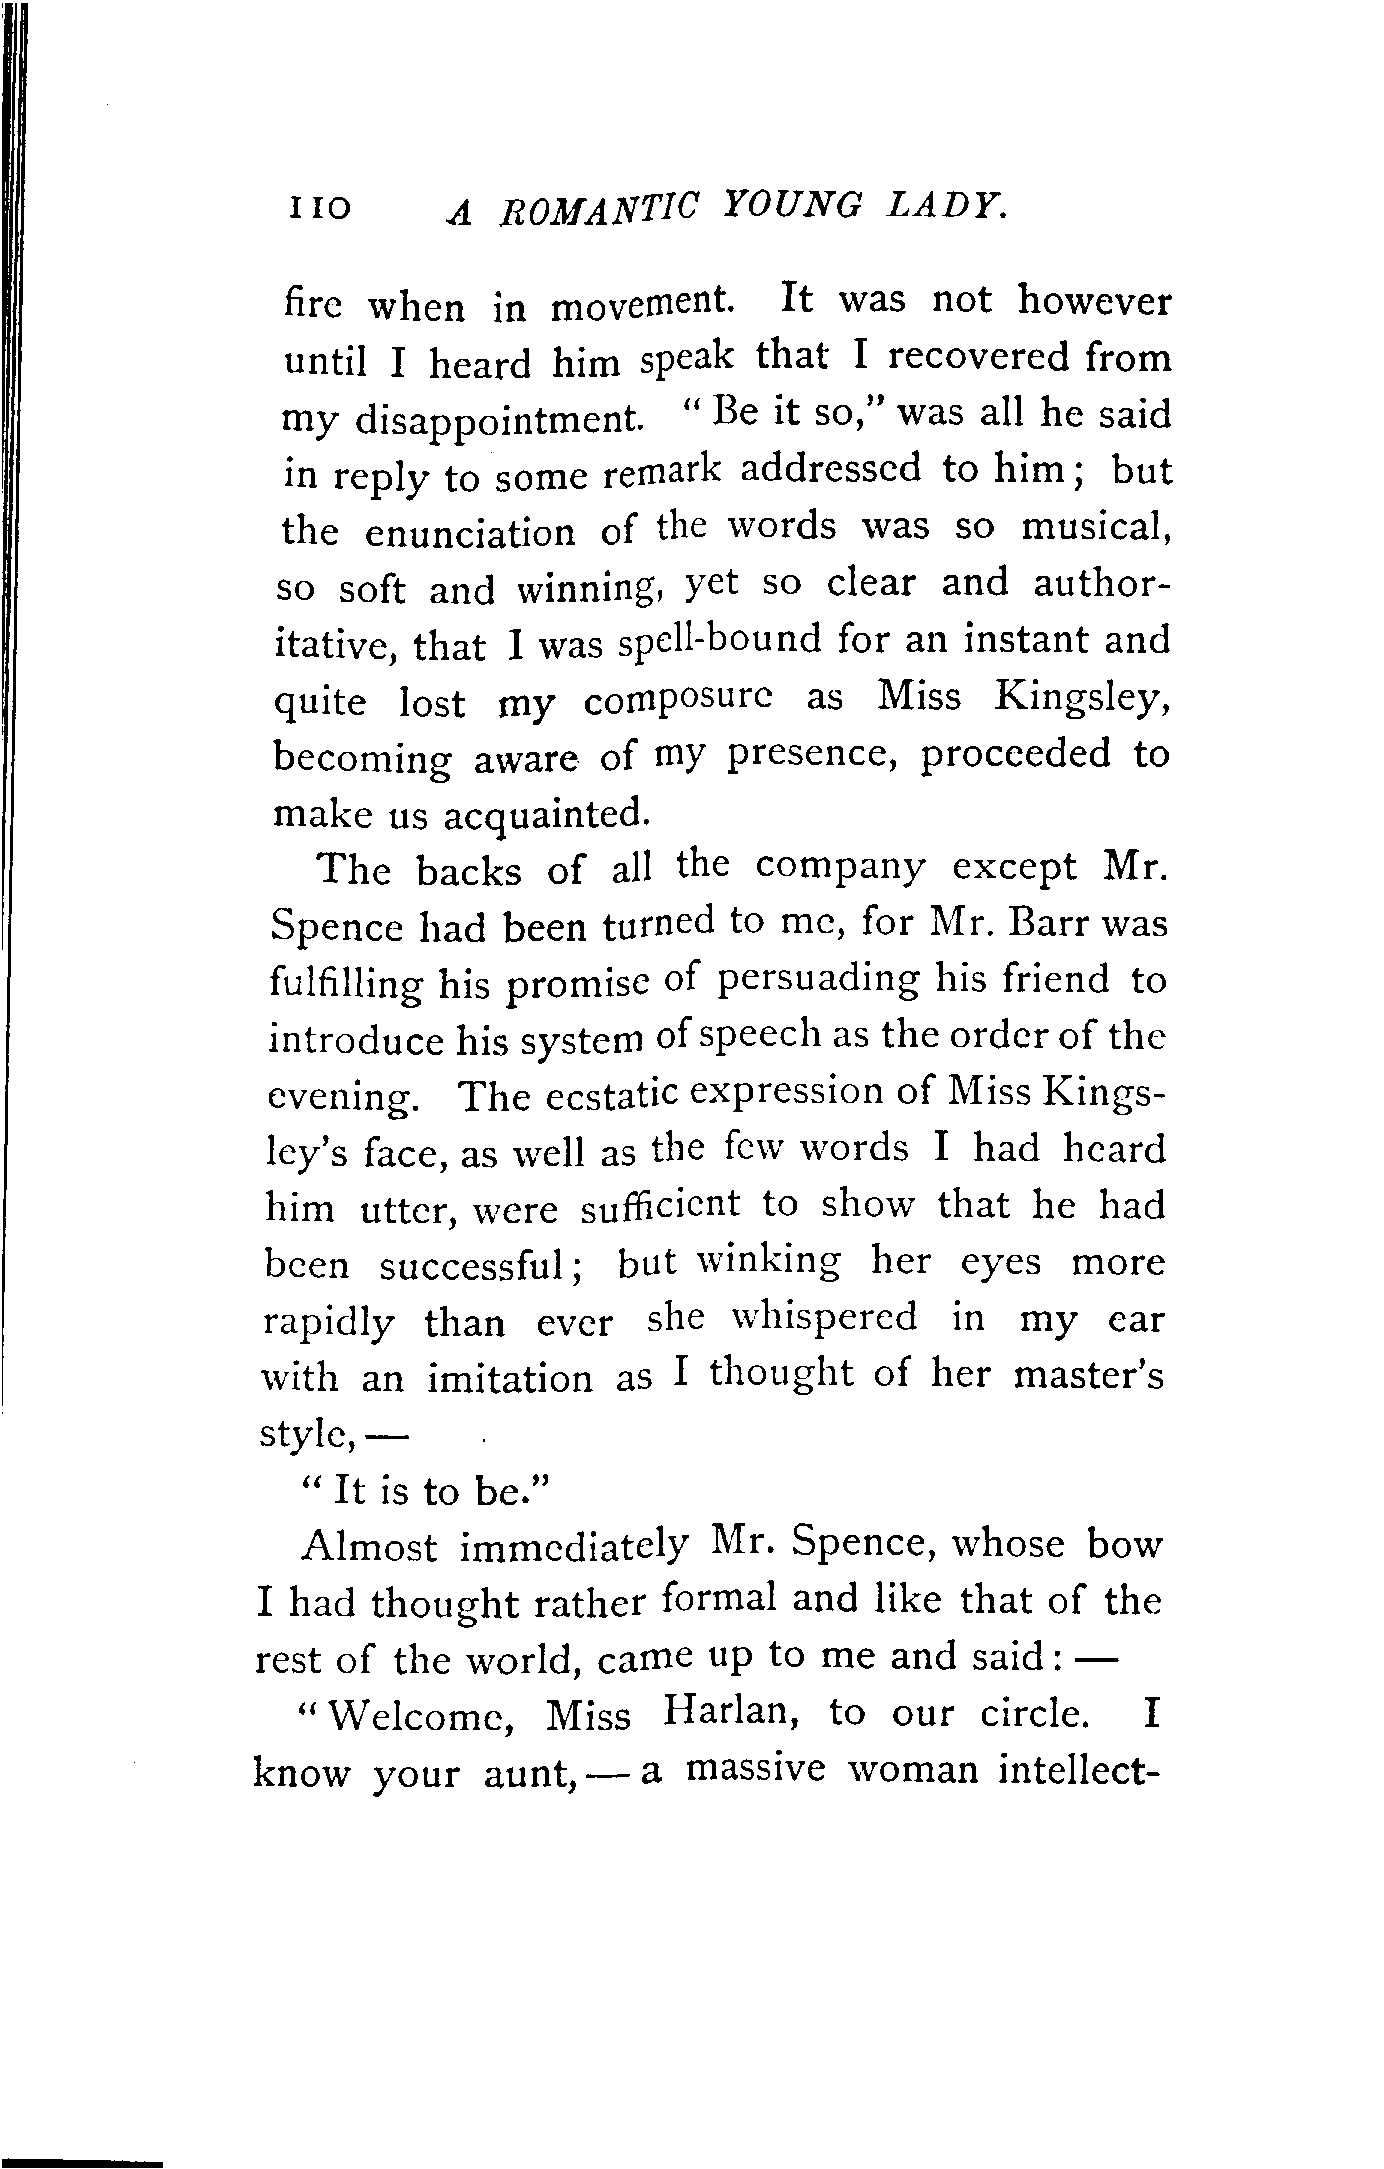 110 A ROMANTIC YOUNG LADY.
fire when in movement. It was not however
until I heard him speak that I recovered from
my disappointment. “Be it so,” was all he said
in reply to some remark addressed to him; but
the enunciation of the words was so musical,
so soft and winning, yet so clear and author-
itative, that I was spell-bound for an instant and
quite lost my composure as Miss Kingsley,
becoming aware of my presence, proceeded to
make us acquainted.
The backs of all the company except Mr.
Spence had been turned to me, for Mr. Barr was
fulfilling his promise of persuading his friend to
introduce his system of speech as the order of the
evening. The ecstatic expression of Miss Kings-
ley’s face, as well as the few words I had heard
him utter, were sufficient to show that he had
been successful; but winking her eyes more
rapidly than ever she whispered in my ear
with an imitation as I thought of her master’s
style,—
“It is to be.”
Almost immediately Mr. Spence, whose bow
I had thought rather formal and like that of the
rest of the world, came up to me and said:—
“Welcome, Miss Harlan, to our circle. I
know your aunt,—a massive woman intellect-